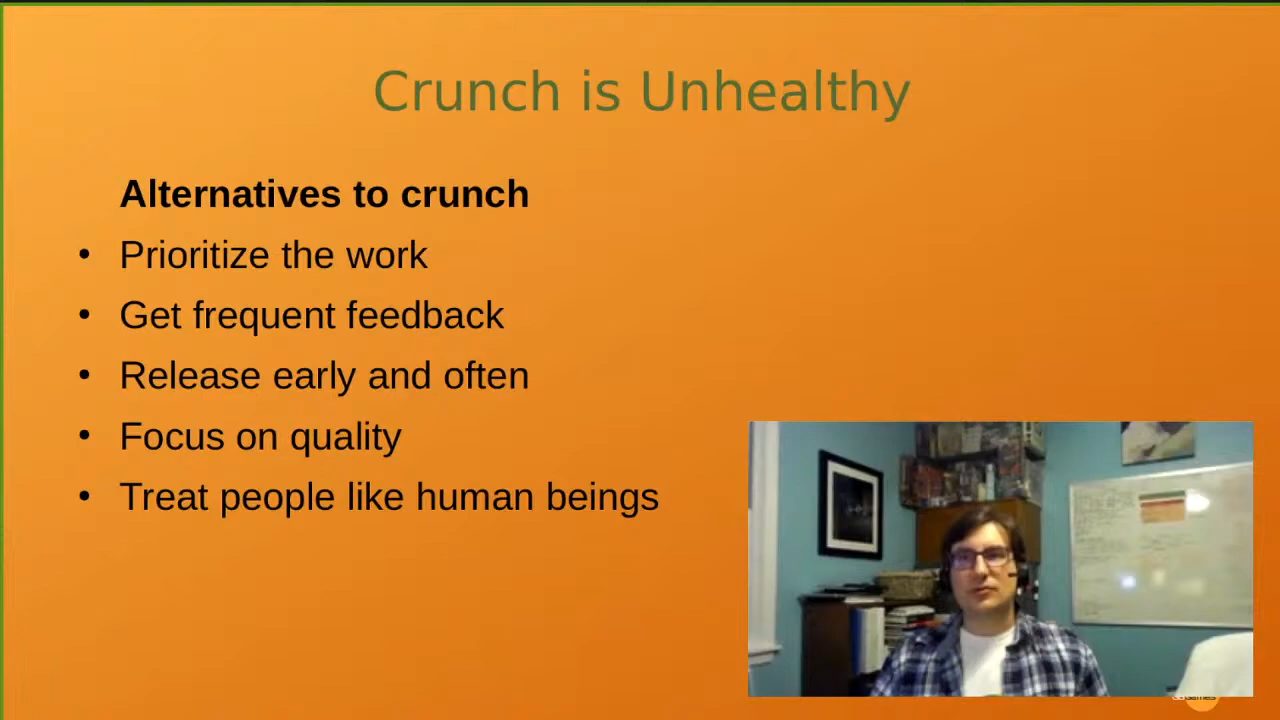 Crunch is Unhealthy
Alternatives to crunch
• Prioritize the work
• Get frequent feedback
• Release early and often
• Focus on quality
• Treat people like human beings